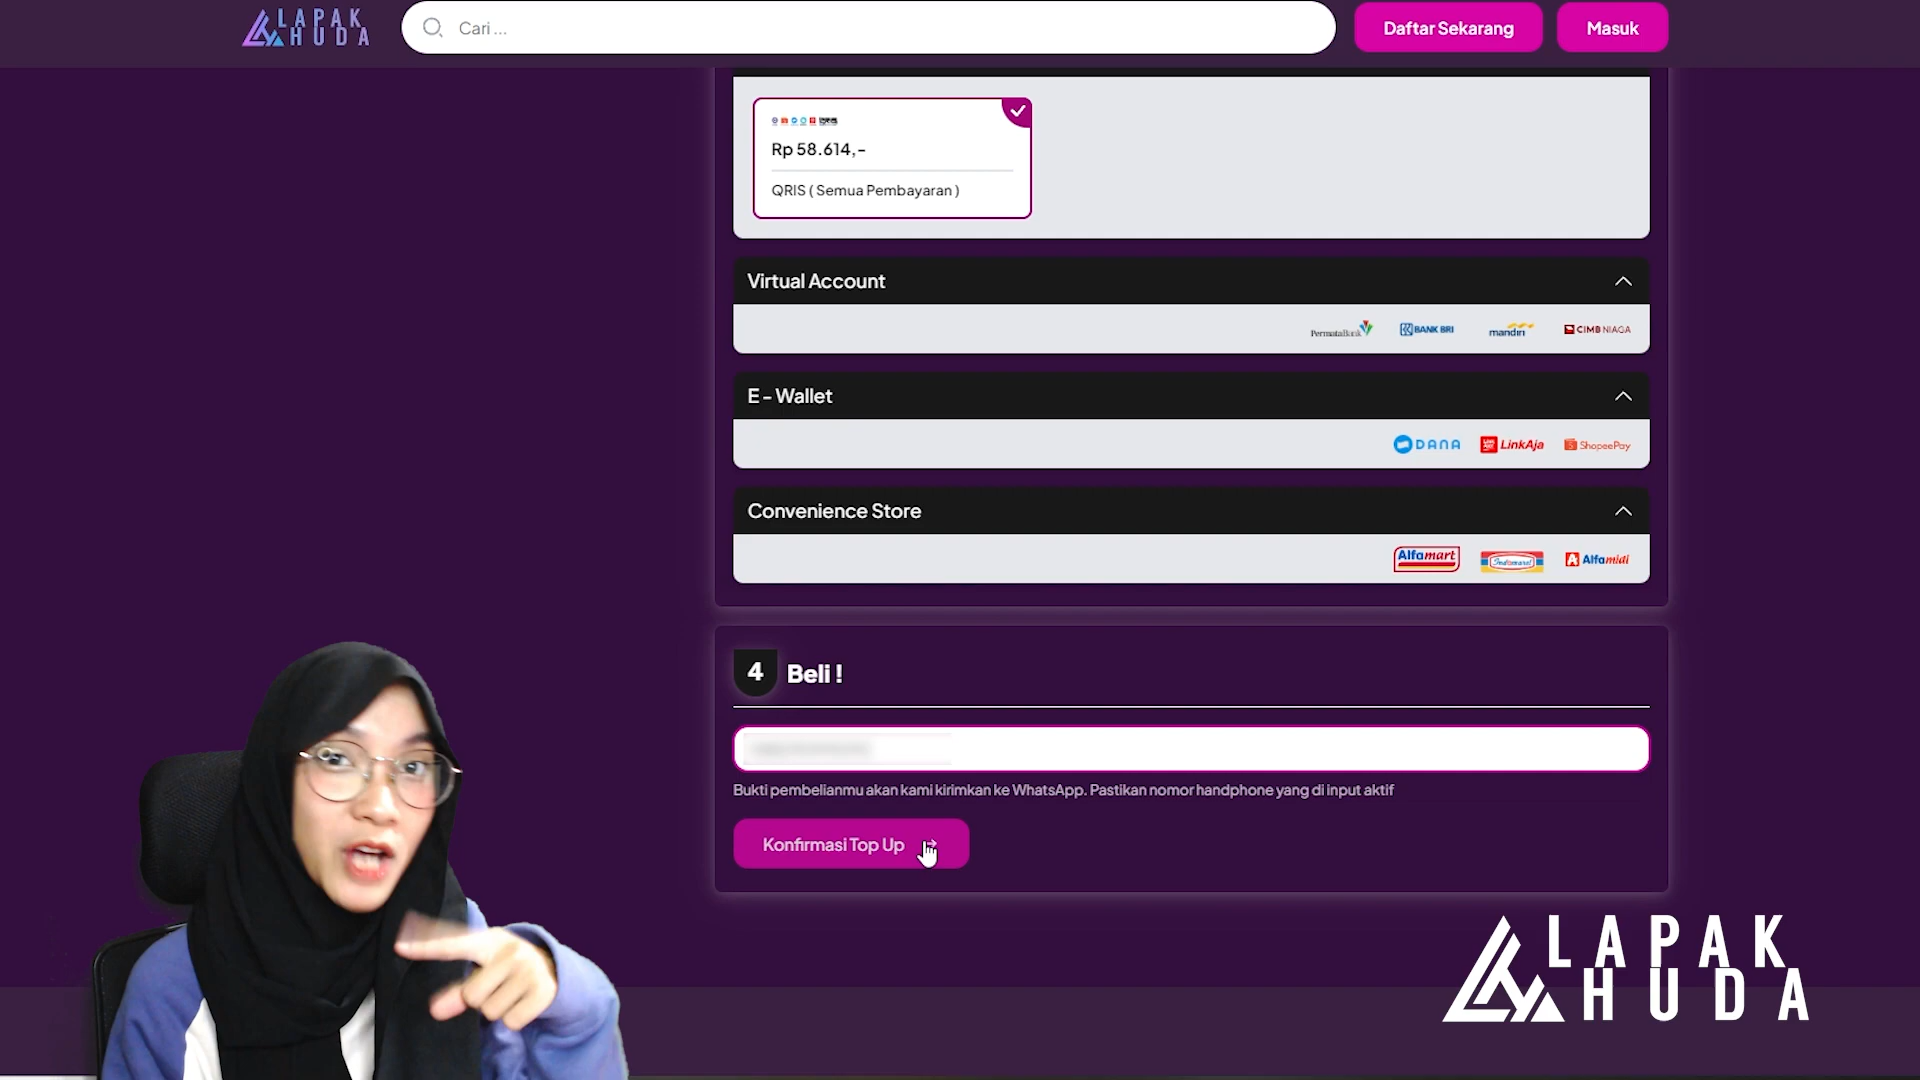 LAPAK
HUDA
Cari ...
Daftar Sekarang
Masuk
Rp 58.614,-
QRIS ( Semua Pembayaran )
Virtual Account
PermataBank
BANK BRI
mandiri
CIMB NIAGA
E - Wallet
DANA
LinkAja
ShopeePay
Convenience Store
Alfamart
Indomaret
Alfamidi
4
Beli !
Bukti pembelianmu akan kami kirimkan ke WhatsApp. Pastikan nomor handphone yang di input aktif
Konfirmasi Top Up
LAPAK
HUDA